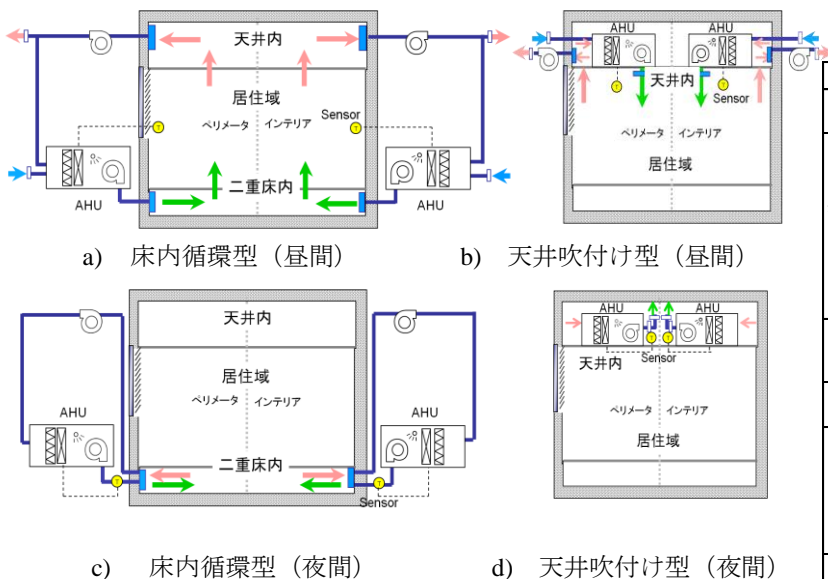 天井内
居住域
ペリメータ インテリア
Sensor
二重床内
AHU
AHU
a) 床内循環型（昼間）
AHU
AHU
天井内
Sensor
ペリメータ インテリア
居住域
b) 天井吹付け型（昼間）
天井内
居住域
ペリメータ インテリア
AHU
AHU
二重床内
Sensor
c) 床内循環型（夜間）
AHU
AHU
Sensor
天井内
ペリメータ インテリア
居住域
d) 天井吹付け型（夜間）